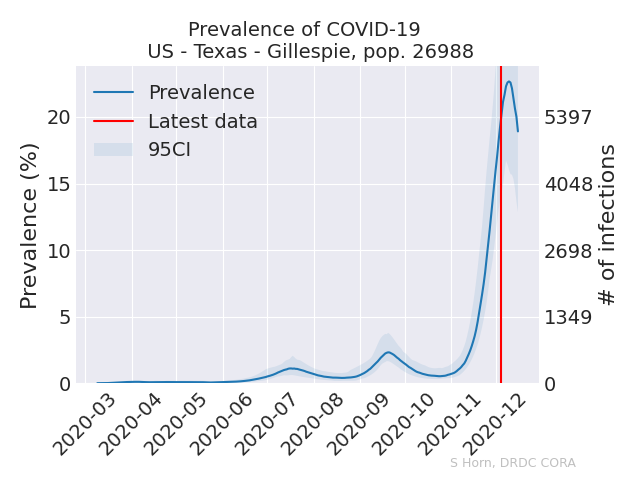 Prevalence of COVID-19
US - Texas - Gillespie, pop. 26988
Prevalence
Latest data
95CI
Prevalence (%)
20
15
10
5
0
5397
4048
2698
1349
0
# of infections
2020-03
2020-04
2020-05
2020-06
2020-07
2020-08
2020-09
2020-10
2020-11
2020-12
S Horn, DRDC CORA